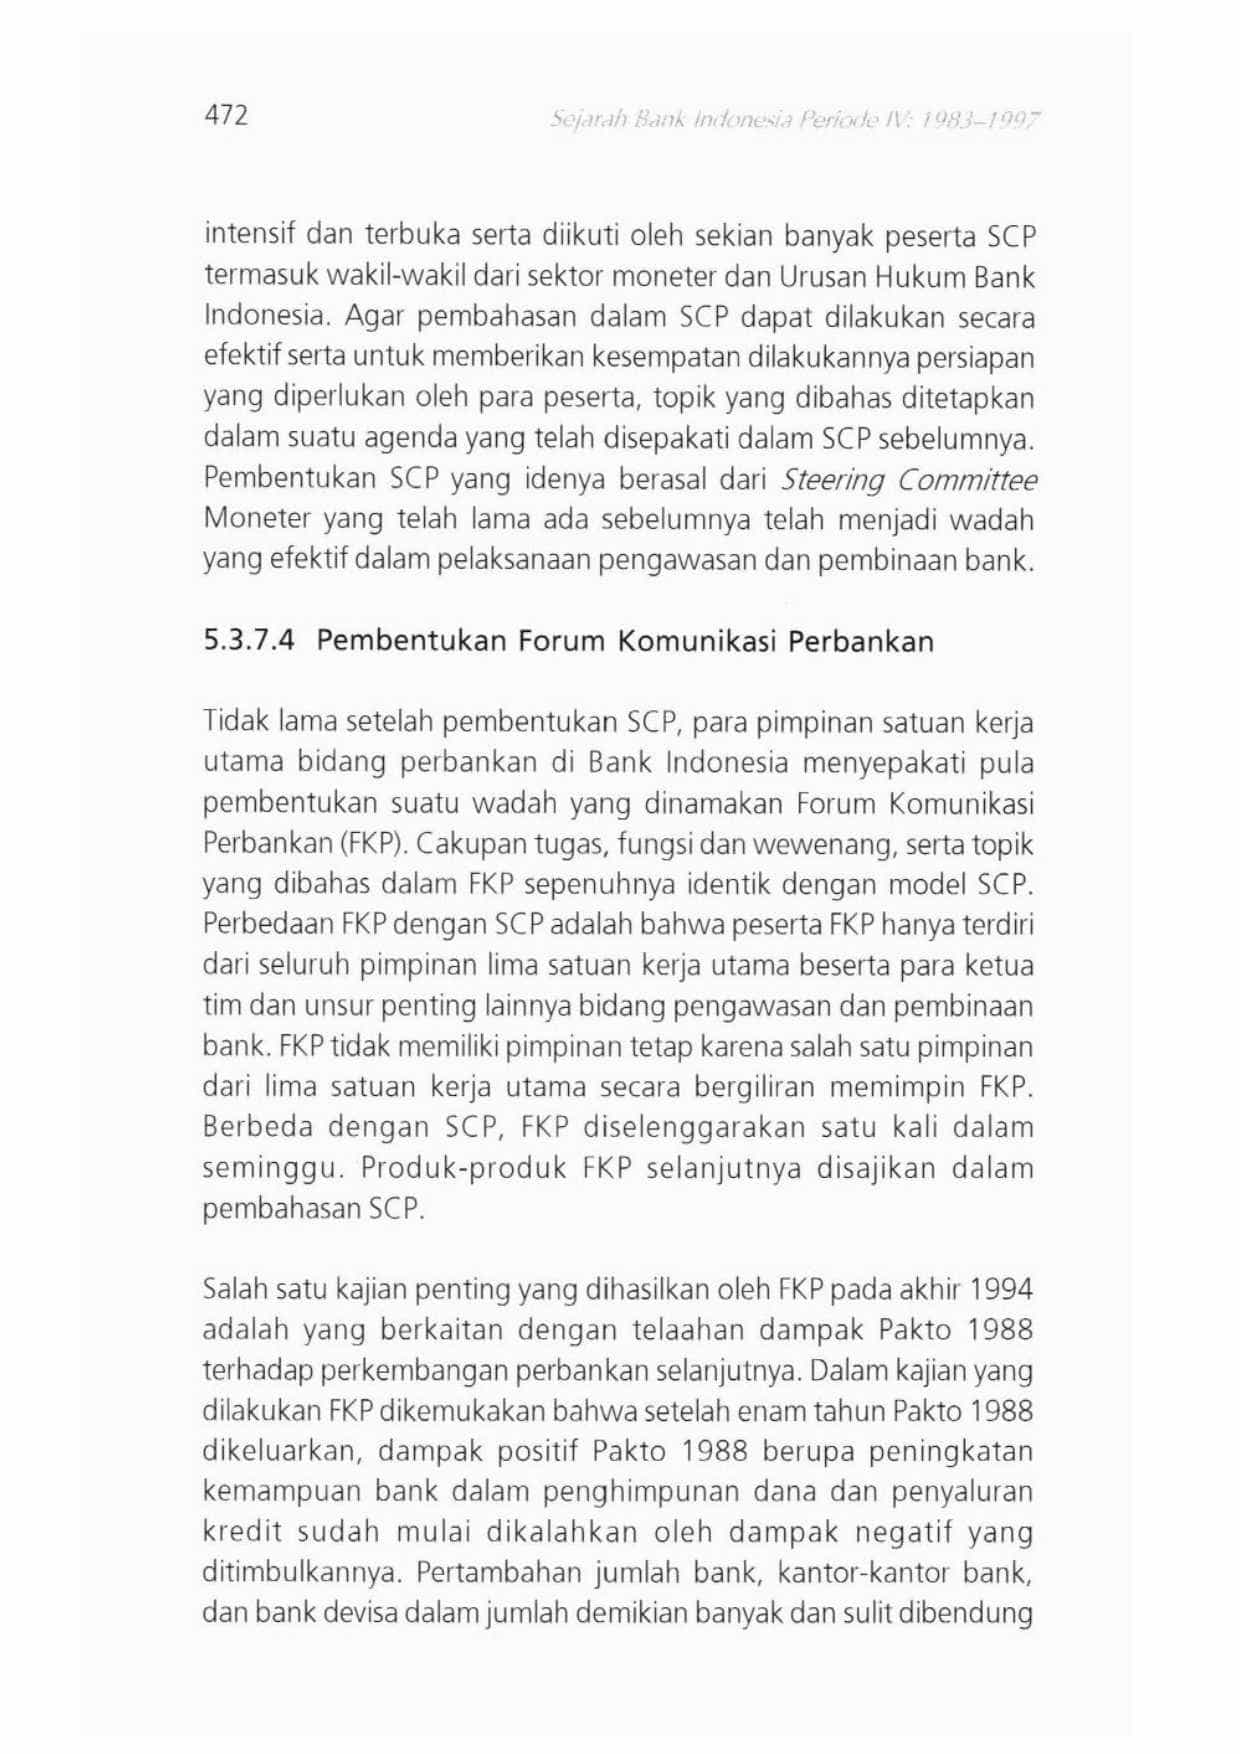 472
Sejarah Bank Indonesia Periode IV: 1983–1997
intensif dan terbuka serta diikuti oleh sekian banyak peserta SCP
termasuk wakil-wakil dari sektor moneter dan Urusan Hukum Bank
Indonesia. Agar pembahasan dalam SCP dapat dilakukan secara
efektif serta untuk memberikan kesempatan dilakukannya persiapan
yang diperlukan oleh para peserta, topik yang dibahas ditetapkan
dalam suatu agenda yang telah disepakati dalam SCP sebelumnya.
Pembentukan SCP yang idenya berasal dari Steering Committee
Moneter yang telah lama ada sebelumnya telah menjadi wadah
yang efektif dalam pelaksanaan pengawasan dan pembinaan bank.
5.3.7.4 Pembentukan Forum Komunikasi Perbankan
Tidak lama setelah pembentukan SCP, para pimpinan satuan kerja
utama bidang perbankan di Bank Indonesia menyepakati pula
pembentukan suatu wadah yang dinamakan Forum Komunikasi
Perbankan (FKP). Cakupan tugas, fungsi dan wewenang, serta topik
yang dibahas dalam FKP sepenuhnya identik dengan model SCP.
Perbedaan FKP dengan SCP adalah bahwa peserta FKP hanya terdiri
dari seluruh pimpinan lima satuan kerja utama beserta para ketua
tim dan unsur penting lainnya bidang pengawasan dan pembinaan
bank. FKP tidak memiliki pimpinan tetap karena salah satu pimpinan
dari lima satuan kerja utama secara bergiliran memimpin FKP.
Berbeda dengan SCP, FKP diselenggarakan satu kali dalam
seminggu. Produk-produk FKP selanjutnya disajikan dalam
pembahasan SCP.
Salah satu kajian penting yang dihasilkan oleh FKP pada akhir 1994
adalah yang berkaitan dengan telaahan dampak Pakto 1988
terhadap perkembangan perbankan selanjutnya. Dalam kajian yang
dilakukan FKP dikemukakan bahwa setelah enam tahun Pakto 1988
dikeluarkan, dampak positif Pakto 1988 berupa peningkatan
kemampuan bank dalam penghimpunan dana dan penyaluran
kredit sudah mulai dikalahkan oleh dampak negatif yang
ditimbulkannya. Pertambahan jumlah bank, kantor-kantor bank,
dan bank devisa dalam jumlah demikian banyak dan sulit dibendung